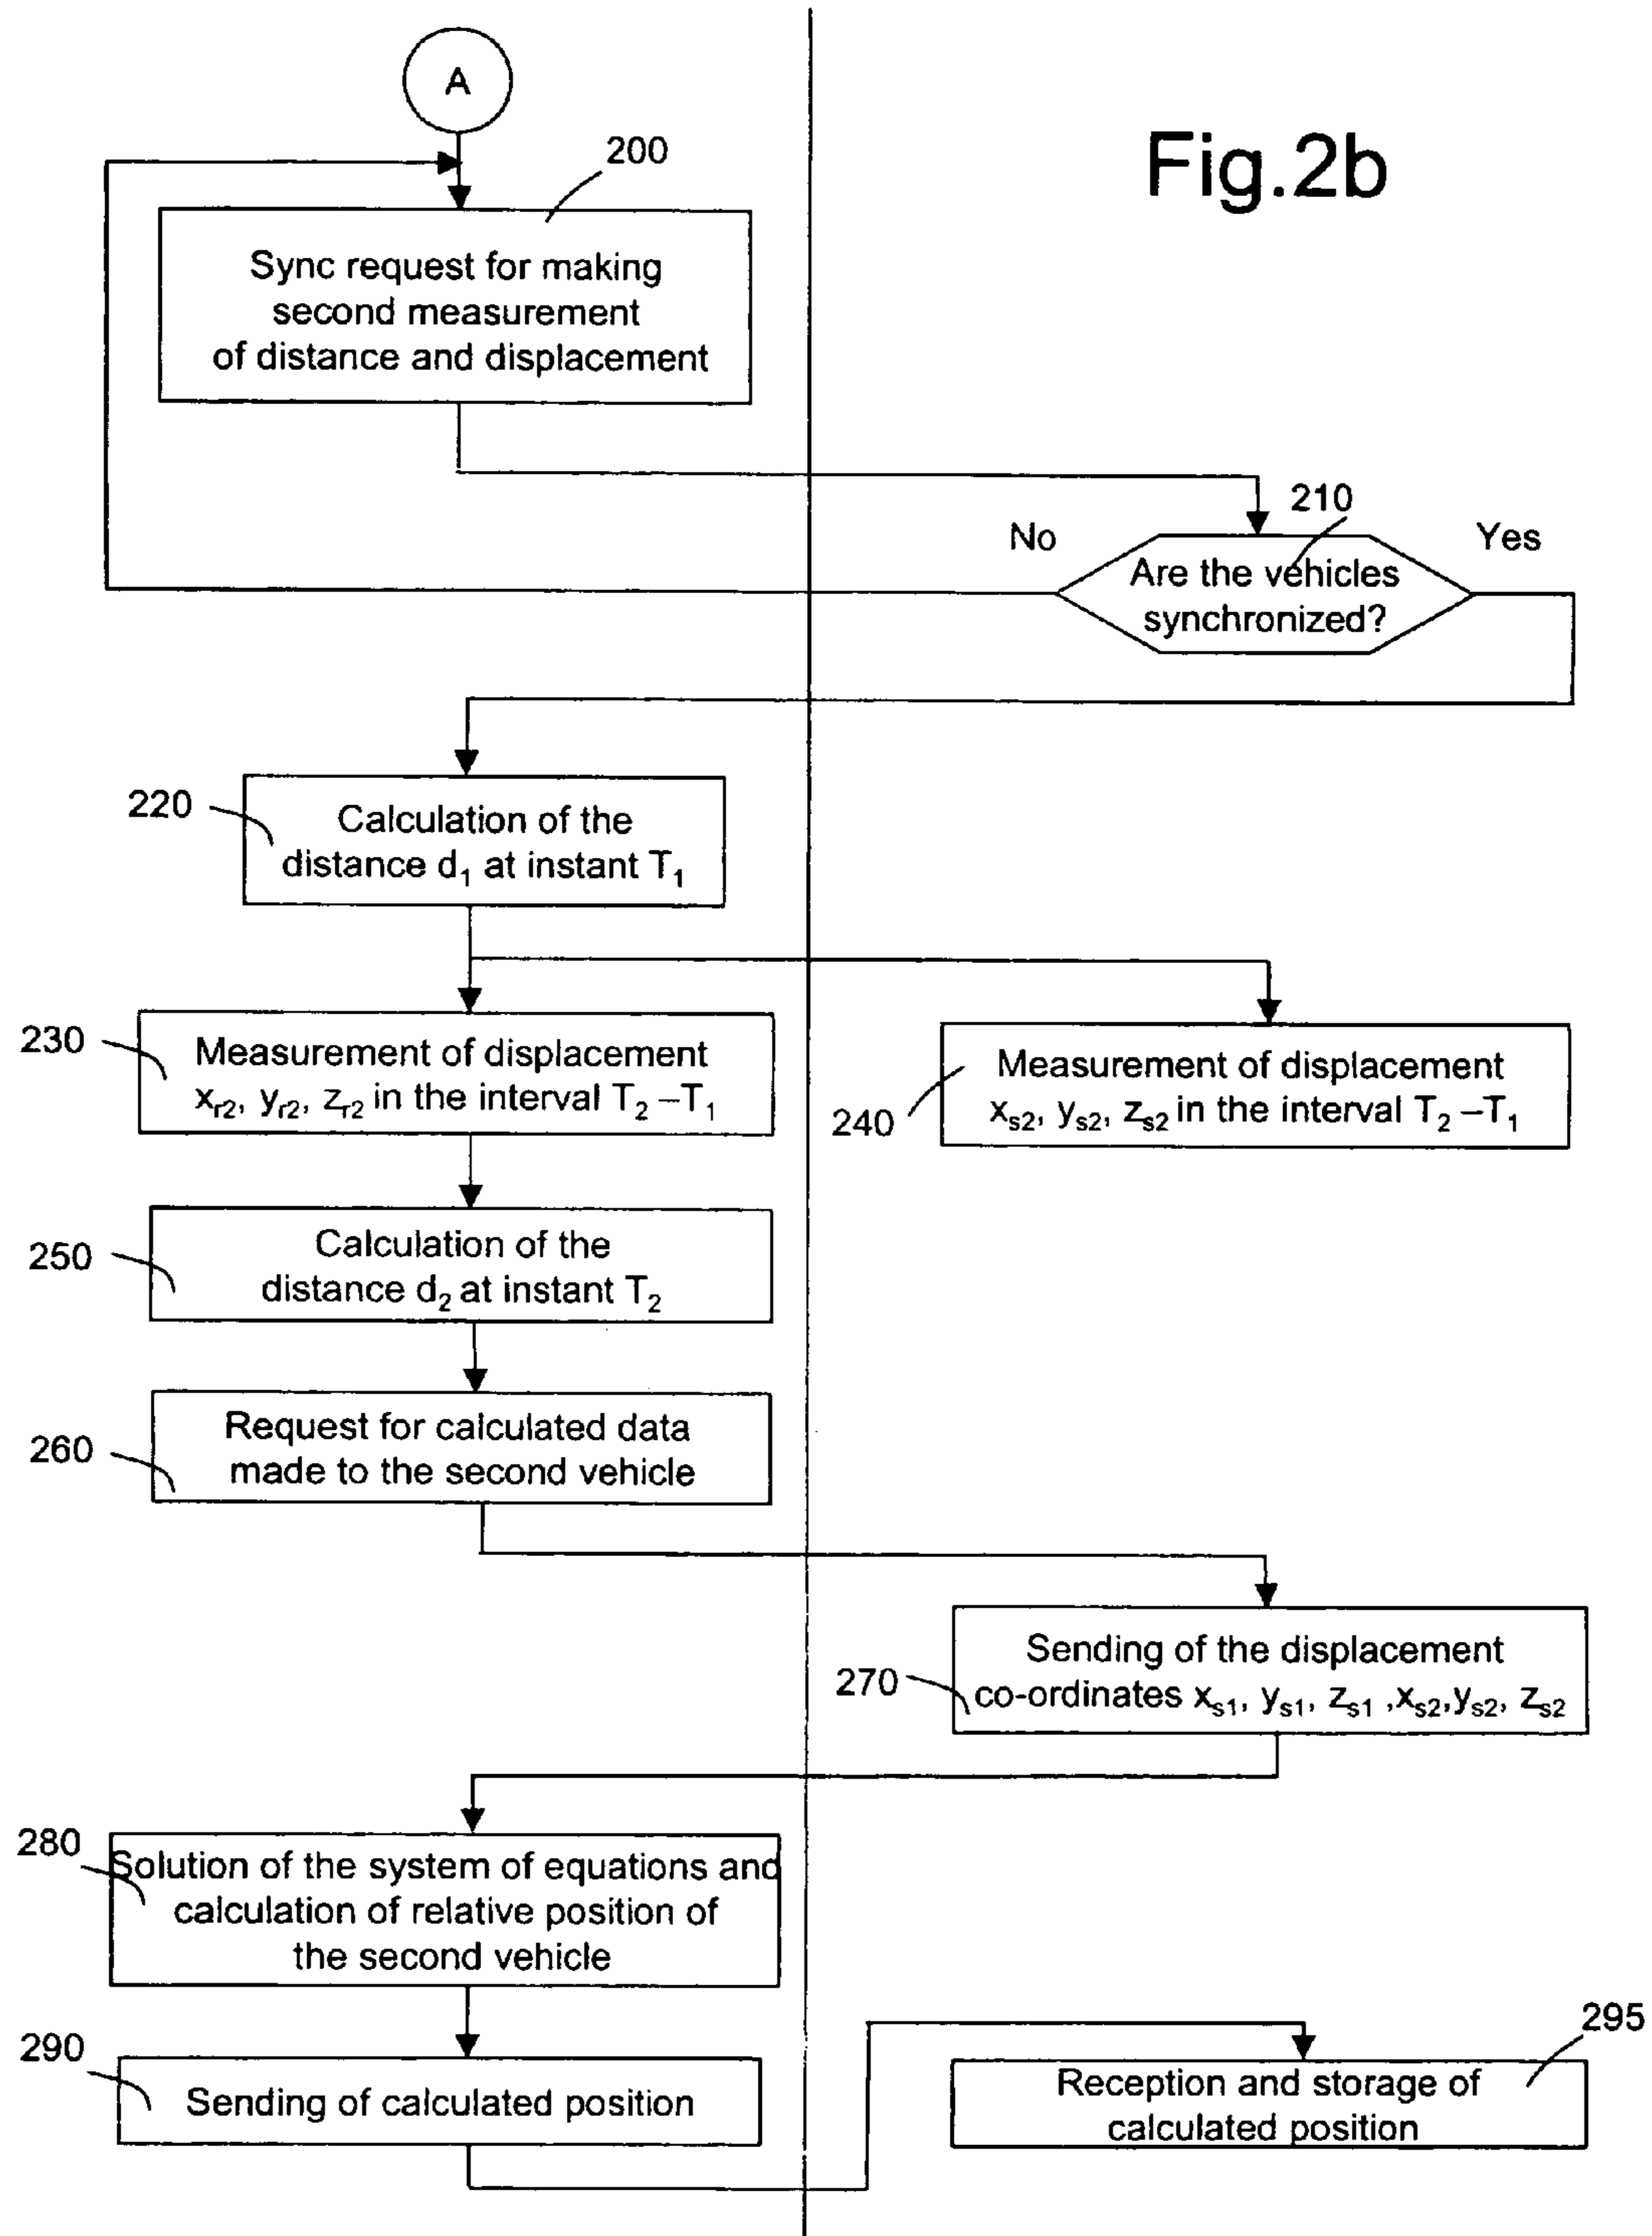 A
200
Fig.2b
Sync request for making
second measurement
of distance and displacement
210
No
Yes
Are the vehicles
synchronized?
220
Calculation of the
distance d₁ at instant T₁
230
Measurement of displacement
xᵣ₂, yᵣ₂, zᵣ₂ in the interval T₂ –T₁
240
Measurement of displacement
xₛ₂, yₛ₂, zₛ₂ in the interval T₂ –T₁
250
Calculation of the
distance d₂ at instant T₂
260
Request for calculated data
made to the second vehicle
270
Sending of the displacement
co-ordinates xₛ₁, yₛ₁, zₛ₁ ,xₛ₂,yₛ₂, zₛ₂
280
Solution of the system of equations and
calculation of relative position of
the second vehicle
290
Sending of calculated position
295
Reception and storage of
calculated position